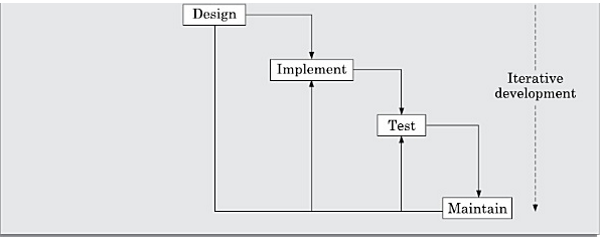 Design
Implement
Iterative
development
Test
Maintain